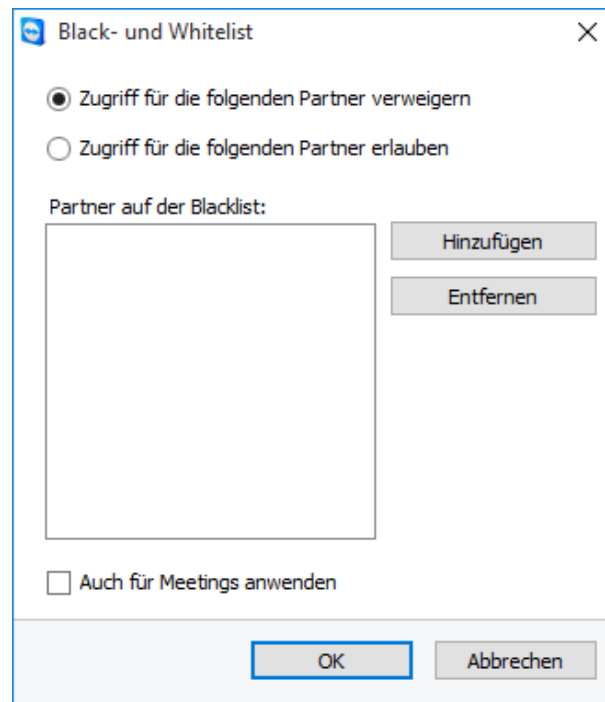 Black- und Whitelist
Zugriff für die folgenden Partner verweigern
Zugriff für die folgenden Partner erlauben
Partner auf der Blacklist:
Hinzufügen
Entfernen
Auch für Meetings anwenden
OK
Abbrechen